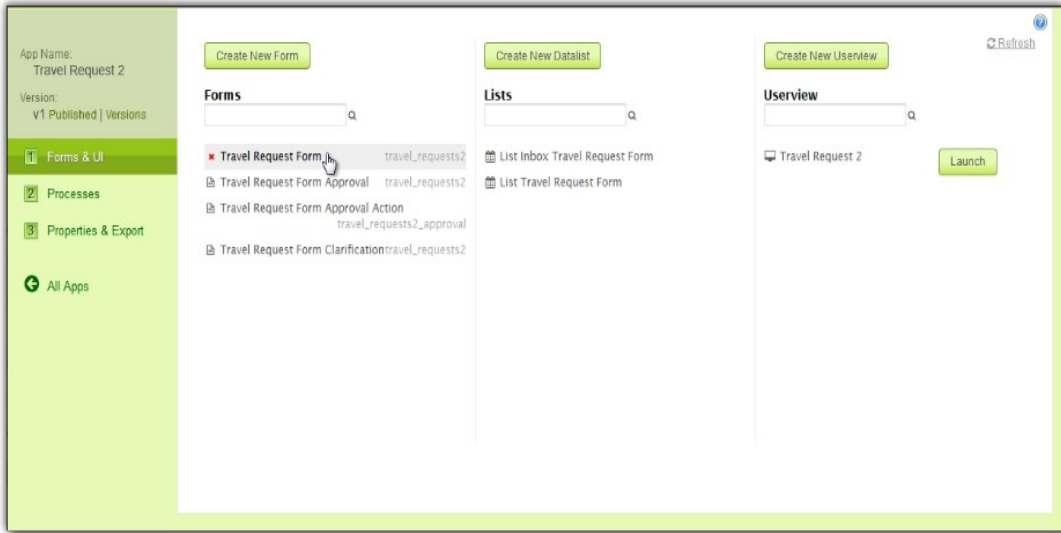 App Name:
Travel Request 2
Version:
v1 Published | Versions
1 Forms & UI
2 Processes
3 Properties & Export
All Apps
Refresh
Create New Form
Forms
Travel Request Form travel_requests2
Travel Request Form Approval travel_requests2
Travel Request Form Approval Action
travel_requests2_approval
Travel Request Form Clarification travel_requests2
Create New Datalist
Lists
List Inbox Travel Request Form
List Travel Request Form
Create New Userview
Userview
Travel Request 2 Launch